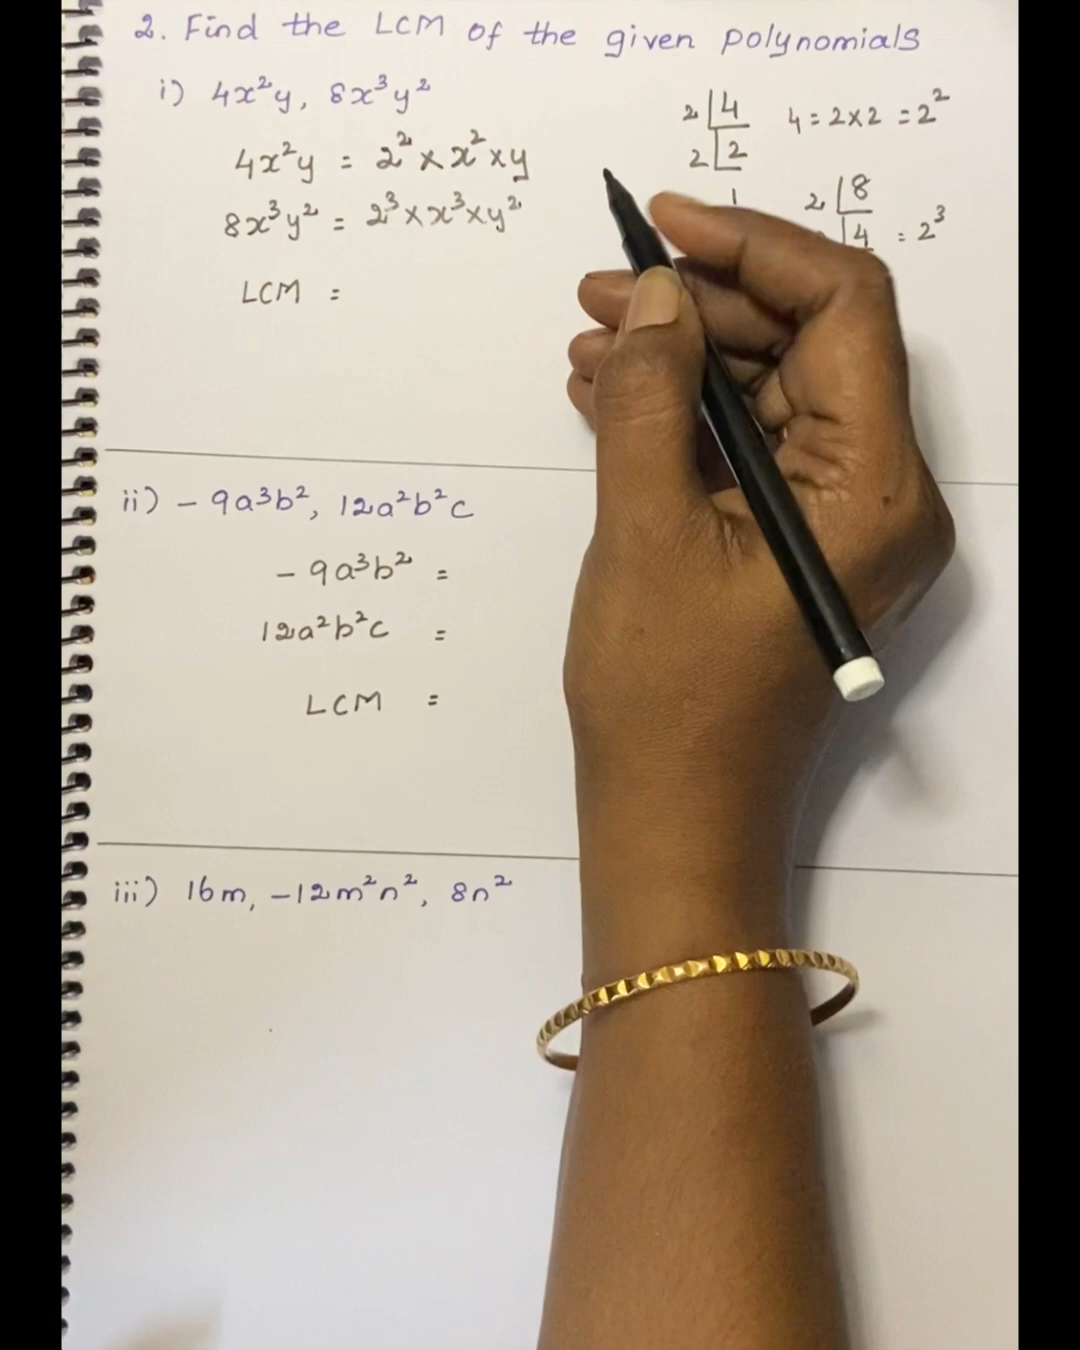 2. Find the LCM of the given polynomials
i) 4x²y, 8x³y²
4x²y = 2² × x² × y
8x³y² = 2³ × x³ × y²
LCM =
2 4
2 2
1
4 = 2×2 = 2²
2 8
4 = 2³
ii) - 9a³b², 12a²b²c
- 9a³b² =
12a²b²c =
LCM =
iii) 16m, -12m²n², 8n²